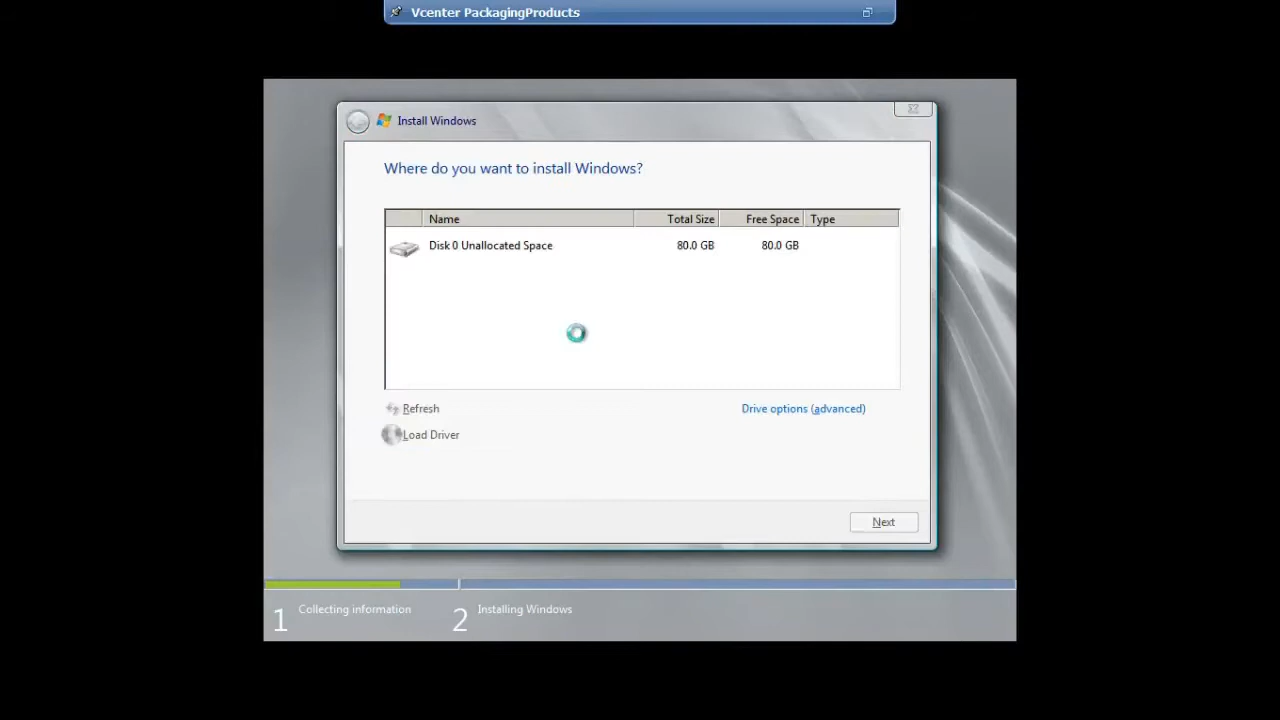 Vcenter PackagingProducts
Install Windows
Where do you want to install Windows?
Name Total Size Free Space Type
Disk 0 Unallocated Space 80.0 GB 80.0 GB
Refresh Drive options (advanced)
Load Driver
Next
1 Collecting information 2 Installing Windows